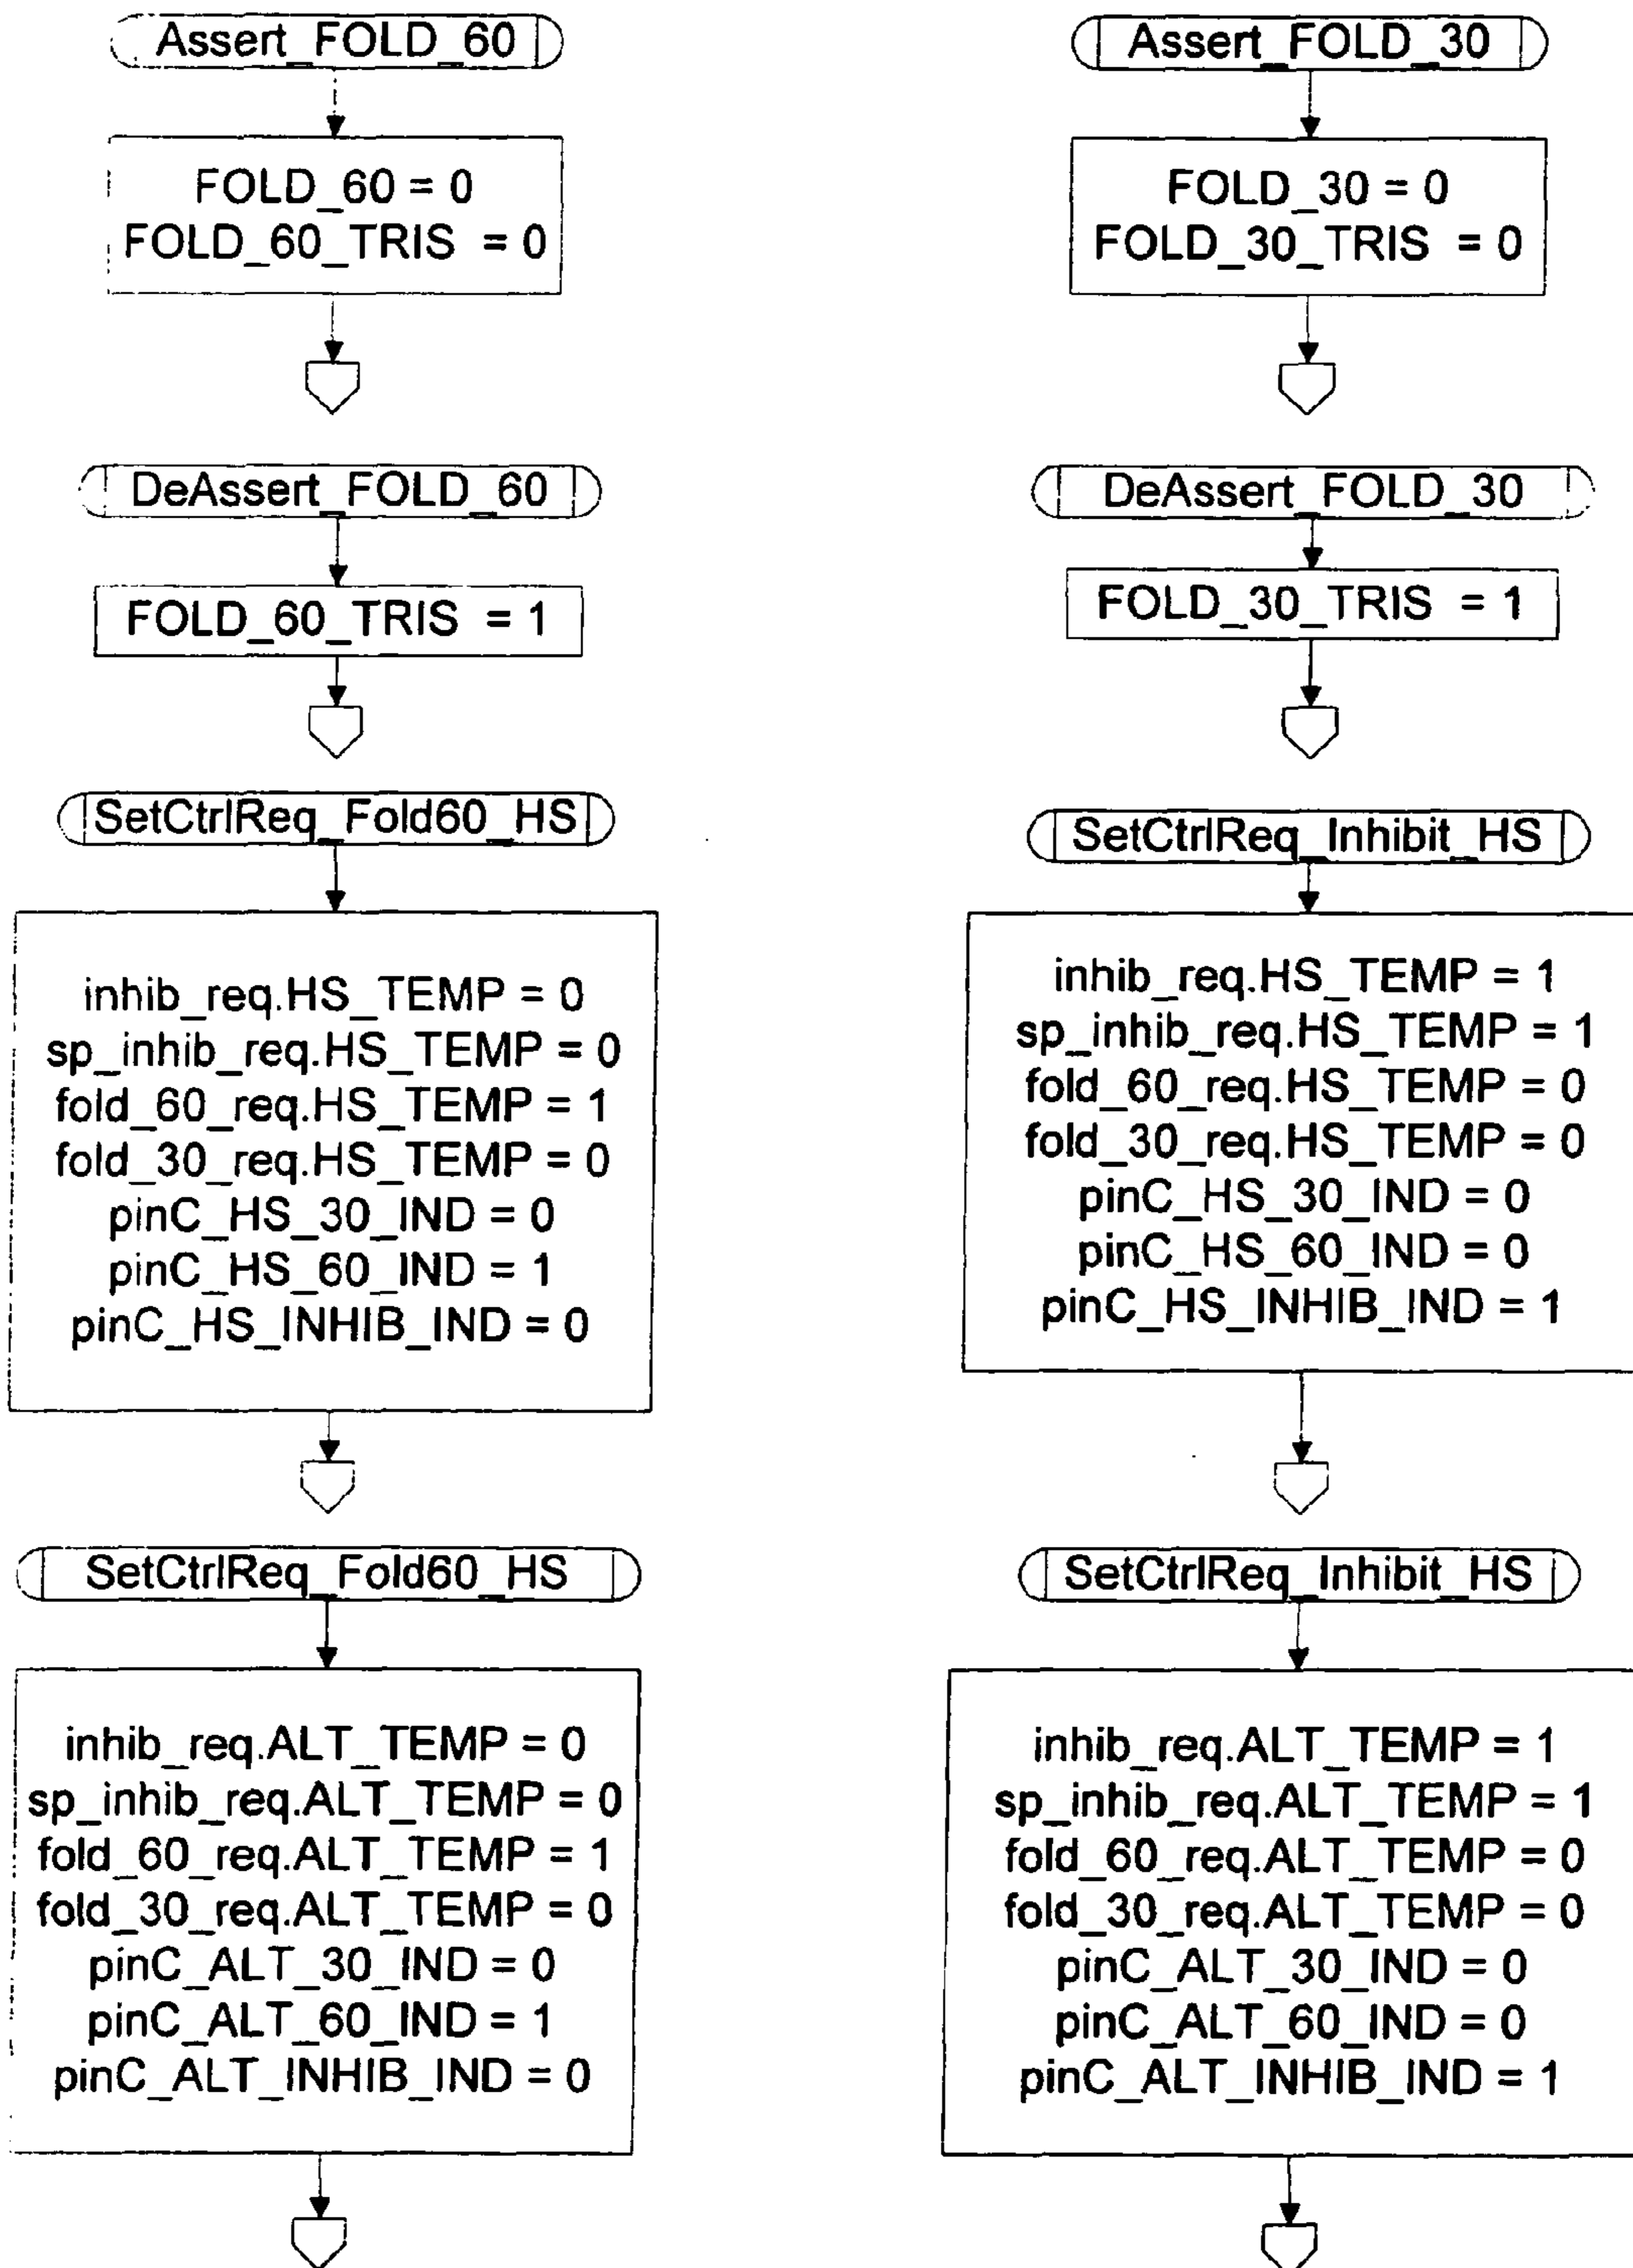 Assert_FOLD_60
FOLD_60 = 0
FOLD_60_TRIS = 0
DeAssert_FOLD_60
FOLD_60_TRIS = 1
SetCtrlReq_Fold60_HS
inhib_req.HS_TEMP = 0
sp_inhib_req.HS_TEMP = 0
fold_60_req.HS_TEMP = 1
fold_30_req.HS_TEMP = 0
pinC_HS_30_IND = 0
pinC_HS_60_IND = 1
pinC_HS_INHIB_IND = 0
SetCtrlReq_Fold60_HS
inhib_req.ALT_TEMP = 0
sp_inhib_req.ALT_TEMP = 0
fold_60_req.ALT_TEMP = 1
fold_30_req.ALT_TEMP = 0
pinC_ALT_30_IND = 0
pinC_ALT_60_IND = 1
pinC_ALT_INHIB_IND = 0
Assert_FOLD_30
FOLD_30 = 0
FOLD_30_TRIS = 0
DeAssert_FOLD_30
FOLD_30_TRIS = 1
SetCtrlReq_Inhibit_HS
inhib_req.HS_TEMP = 1
sp_inhib_req.HS_TEMP = 1
fold_60_req.HS_TEMP = 0
fold_30_req.HS_TEMP = 0
pinC_HS_30_IND = 0
pinC_HS_60_IND = 0
pinC_HS_INHIB_IND = 1
SetCtrlReq_Inhibit_HS
inhib_req.ALT_TEMP = 1
sp_inhib_req.ALT_TEMP = 1
fold_60_req.ALT_TEMP = 0
fold_30_req.ALT_TEMP = 0
pinC_ALT_30_IND = 0
pinC_ALT_60_IND = 0
pinC_ALT_INHIB_IND = 1